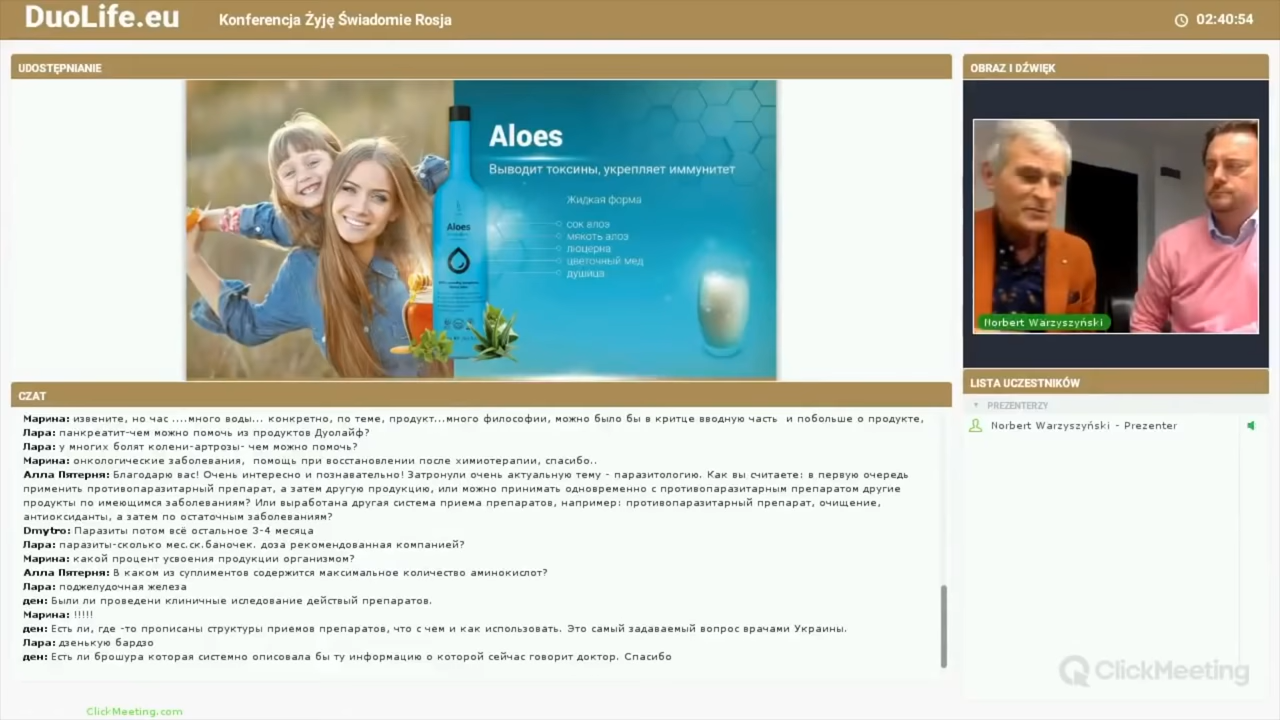 DuoLife.eu
Konferencja Żyję Świadomie Rosja
02:40:54
UDOSTĘPNIANIE
Aloes
Выводит токсины, укрепляет иммунитет
Жидкая форма
сок алоэ
мякоть алоэ
люцерна
цветочный мед
душица
Aloes
OBRAZ I DŹWIĘK
Norbert Warzyszyński
CZAT
Марина: извените, но час ....много воды... конкретно, по теме, продукт...много философии, можно было бы в критце вводную часть и побольше о продукте,
Лара: панкреатит-чем можно помочь из продуктов Дуолайф?
Лара: у многих болят колени-артрозы- чем можно помочь?
Марина: онкологические заболевания, помощь при восстановлении после химиотерапии, спасибо..
Алла Пятерня: Благодарю вас! Очень интересно и познавательно! Затронули очень актуальную тему - паразитологию. Как вы считаете: в первую очередь
применить противопаразитарный препарат, а затем другую продукцию, или можно принимать одновременно с противопаразитарным препаратом другие
продукты по имеющимся заболеваниям? Или выработана другая система приема препаратов, например: противопаразитарный препарат, очищение,
антиоксиданты, а затем по остаточным заболеваниям?
Dmytro: Паразиты потом всё остальное 3-4 месяца
Лара: паразиты-сколько мес.ск.баночек. доза рекомендованная компанией?
Марина: какой процент усвоения продукции организмом?
Алла Пятерня: В каком из суплиментов содержится максимальное количество аминокислот?
Лара: поджелудочная железа
ден: Были ли проведени клиничные иследование действый препаратов.
Марина: !!!!!
ден: Есть ли, где -то прописаны структуры приемов препаратов, что с чем и как использовать. Это самый задаваемый вопрос врачами Украины.
Лара: дзенькую бардзо
ден: Есть ли брошура которая системно описовала бы ту информацию о которой сейчас говорит доктор. Спасибо
LISTA UCZESTNIKÓW
PREZENTERZY
Norbert Warzyszyński - Prezenter
ClickMeeting
ClickMeeting.com